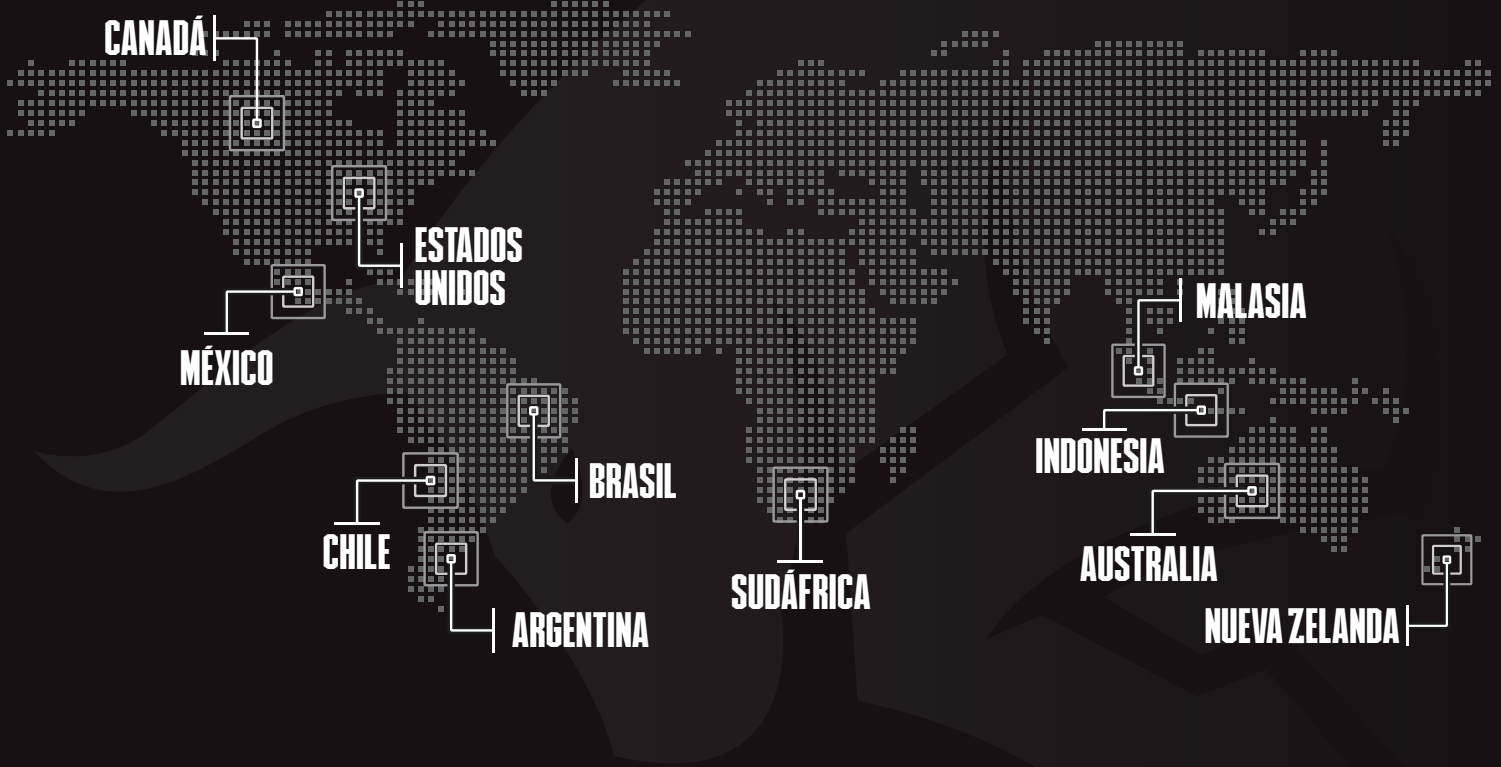 CANADÁ
ESTADOS
UNIDOS
MALASIA
MÉXICO
INDONESIA
BRASIL
CHILE
AUSTRALIA
SUDÁFRICA
NUEVA ZELANDA
ARGENTINA